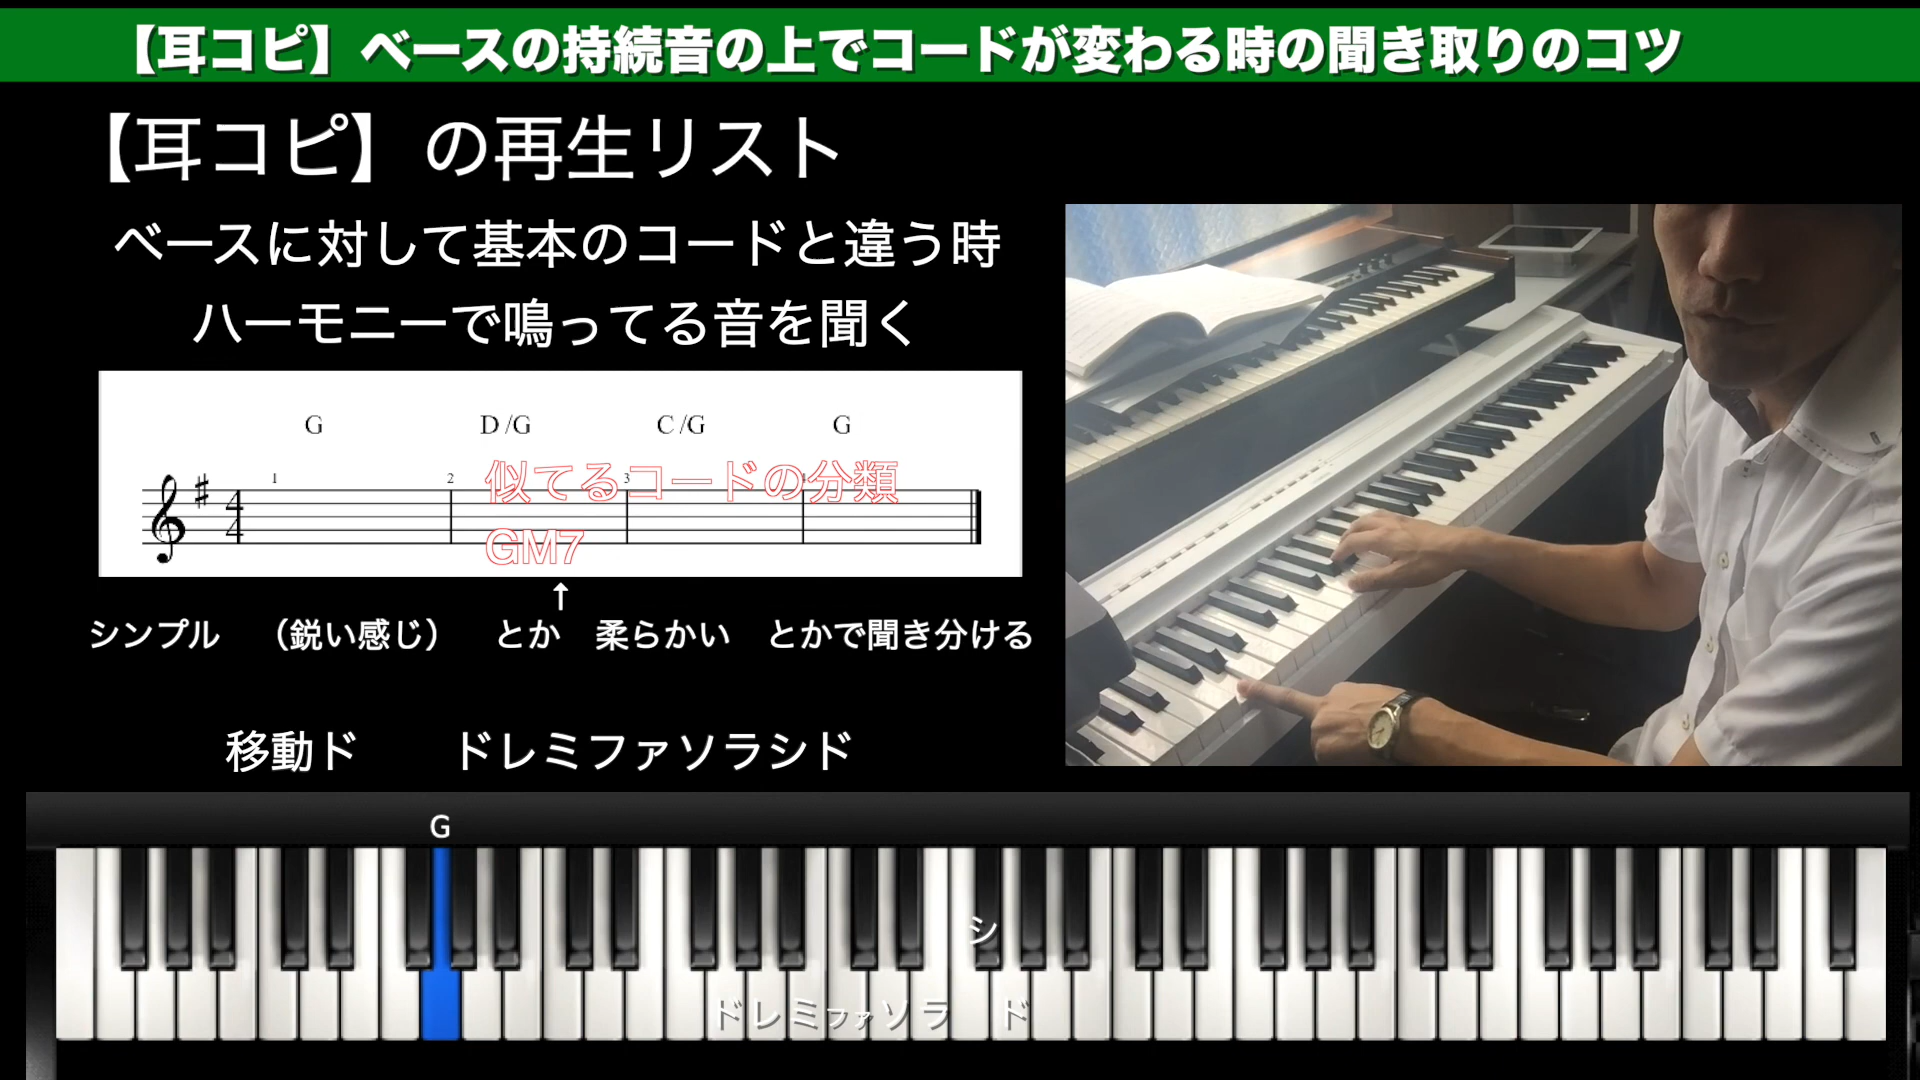 【耳コピ】ベースの持続音の上でコードが変わる時の聞き取りのコツ
【耳コピ】の再生リスト
ベースに対して基本のコードと違う時
ハーモニーで鳴ってる音を聞く
G D/G C/G G
1 2 3 4
似てるコードの分類
4
4
GM7
↑
シンプル （鋭い感じ） とか 柔らかい とかで聞き分ける
移動ド ドレミファソラシド
G
シ
ドレミファソラ ド